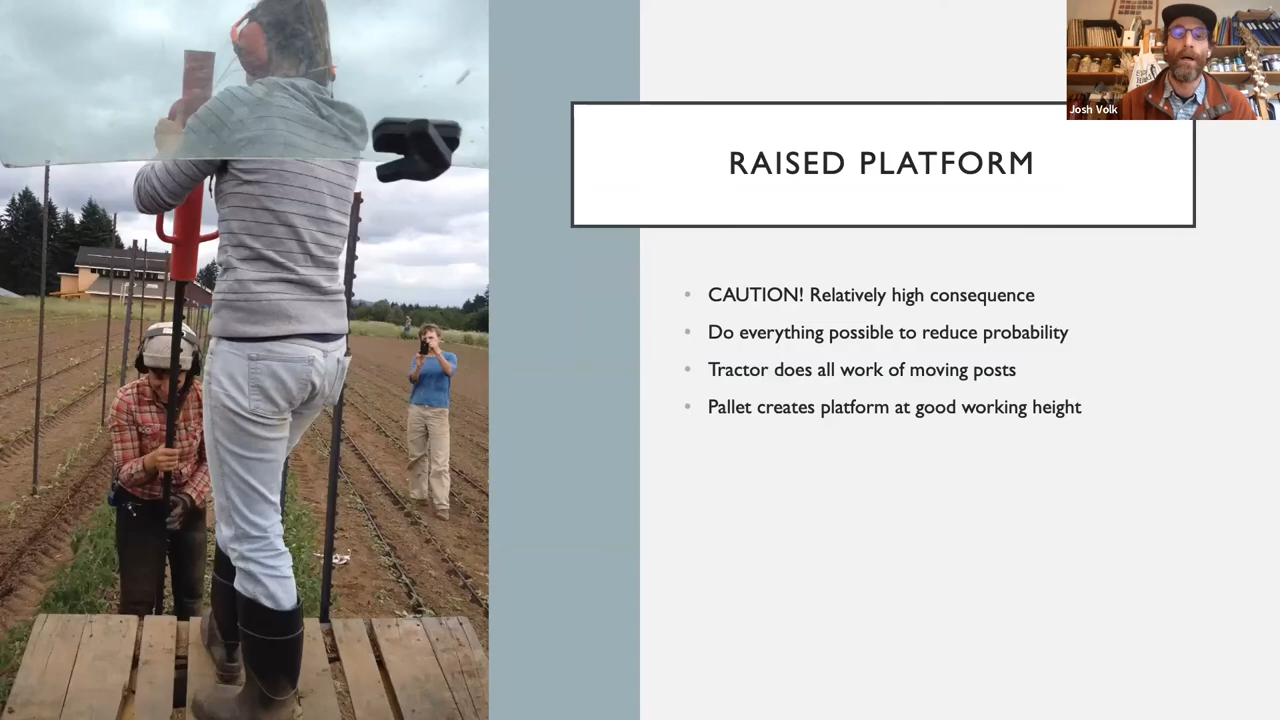 Josh Volk
RAISED PLATFORM
CAUTION! Relatively high consequence
Do everything possible to reduce probability
Tractor does all work of moving posts
Pallet creates platform at good working height